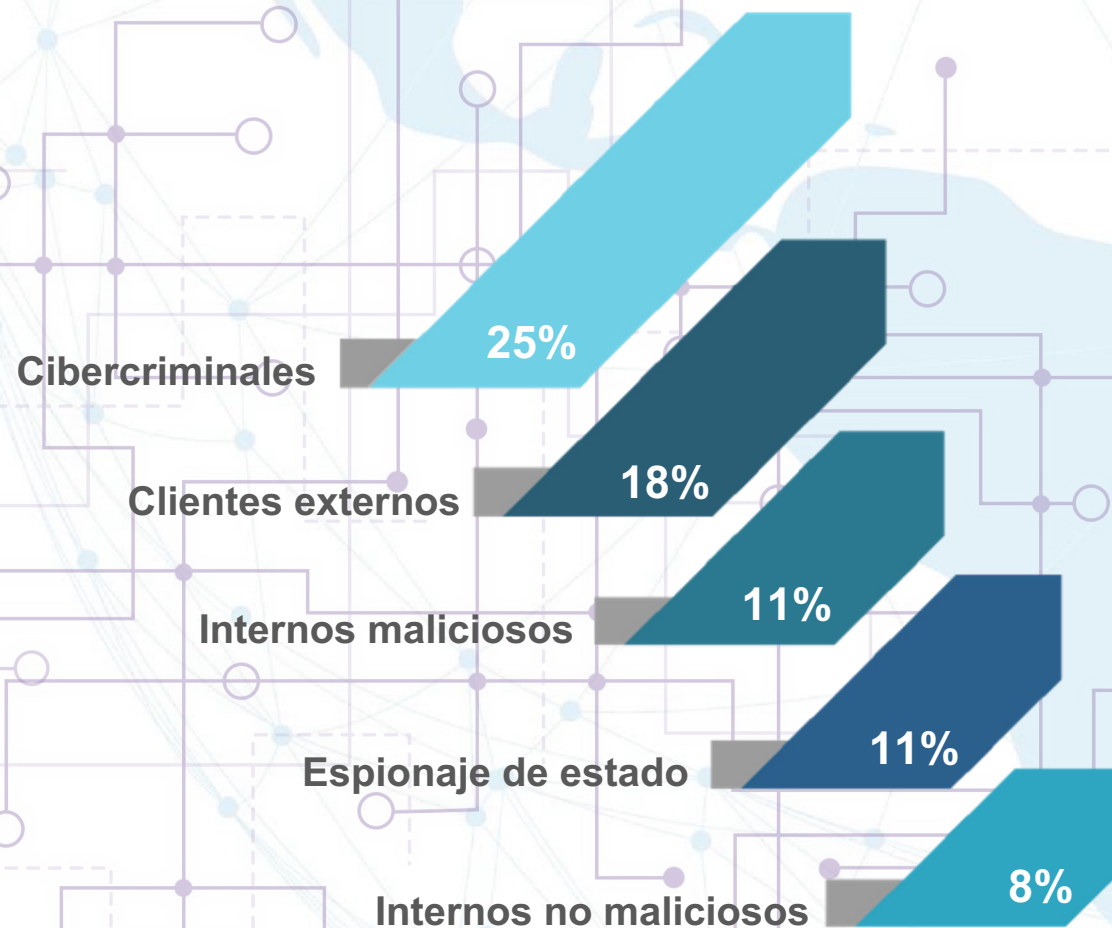 25%
Cibercriminales
18%
Clientes externos
11%
Internos maliciosos
11%
Espionaje de estado
8%
Internos no maliciosos